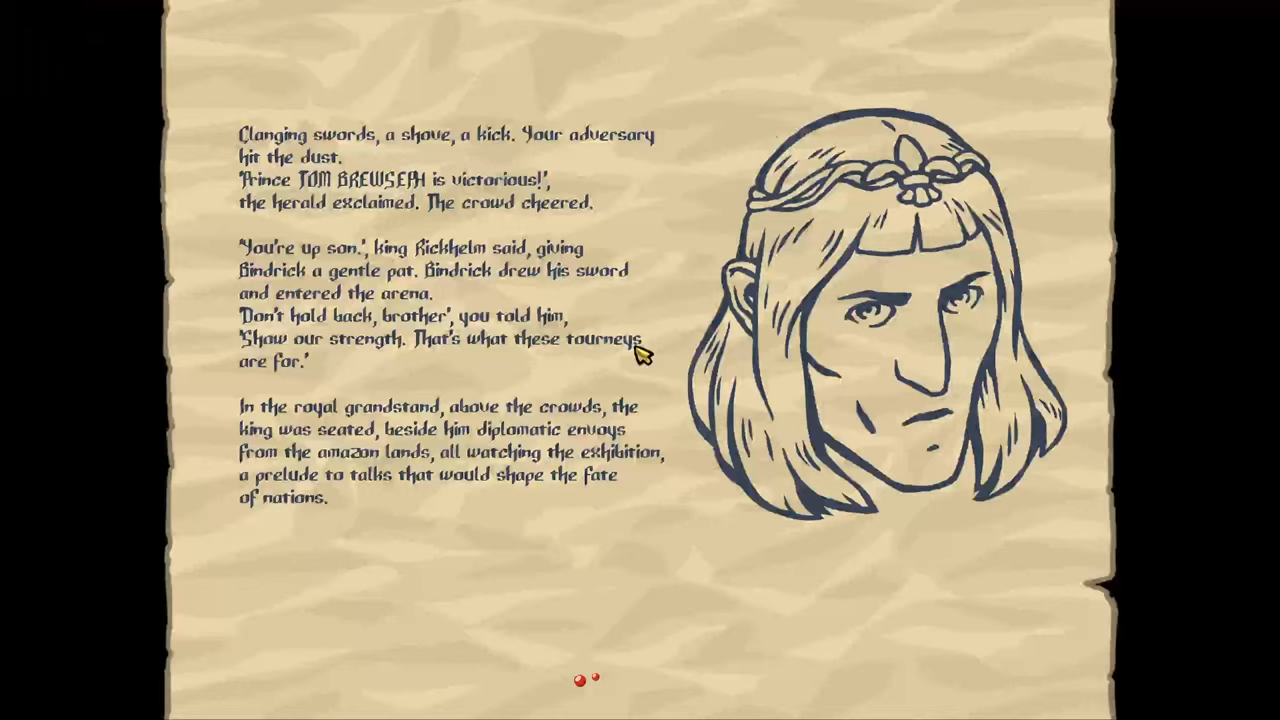 Clanging swords, a shove, a kick. Your adversary
hit the dust.
'Prince TOM BREWSEPH is victorious!',
the herald exclaimed. The crowd cheered.
'You're up son.', king Rickhelm said, giving
Bindrick a gentle pat. Bindrick drew his sword
and entered the arena.
'Don't hold back, brother', you told him,
'Show our strength. That's what these tourneys
are for.'
In the royal grandstand, above the crowds, the
king was seated, beside him diplomatic envoys
from the amazon lands, all watching the exhibition,
a prelude to talks that would shape the fate
of nations.